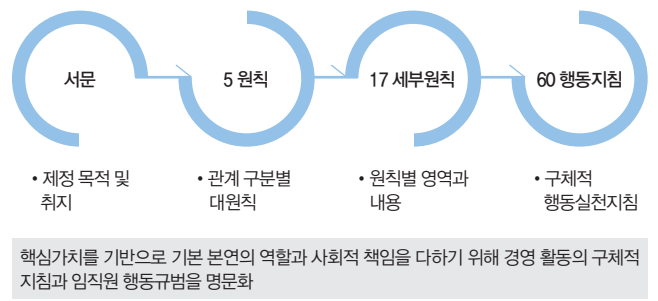 서문
5 원칙
17 세부원칙
60 행동지침
• 제정 목적 및
취지
• 관계 구분별
대원칙
• 원칙별 영역과
내용
• 구체적
행동실천지침
핵심가치를 기반으로 기본 본연의 역할과 사회적 책임을 다하기 위해 경영 활동의 구체적
지침과 임직원 행동규범을 명문화